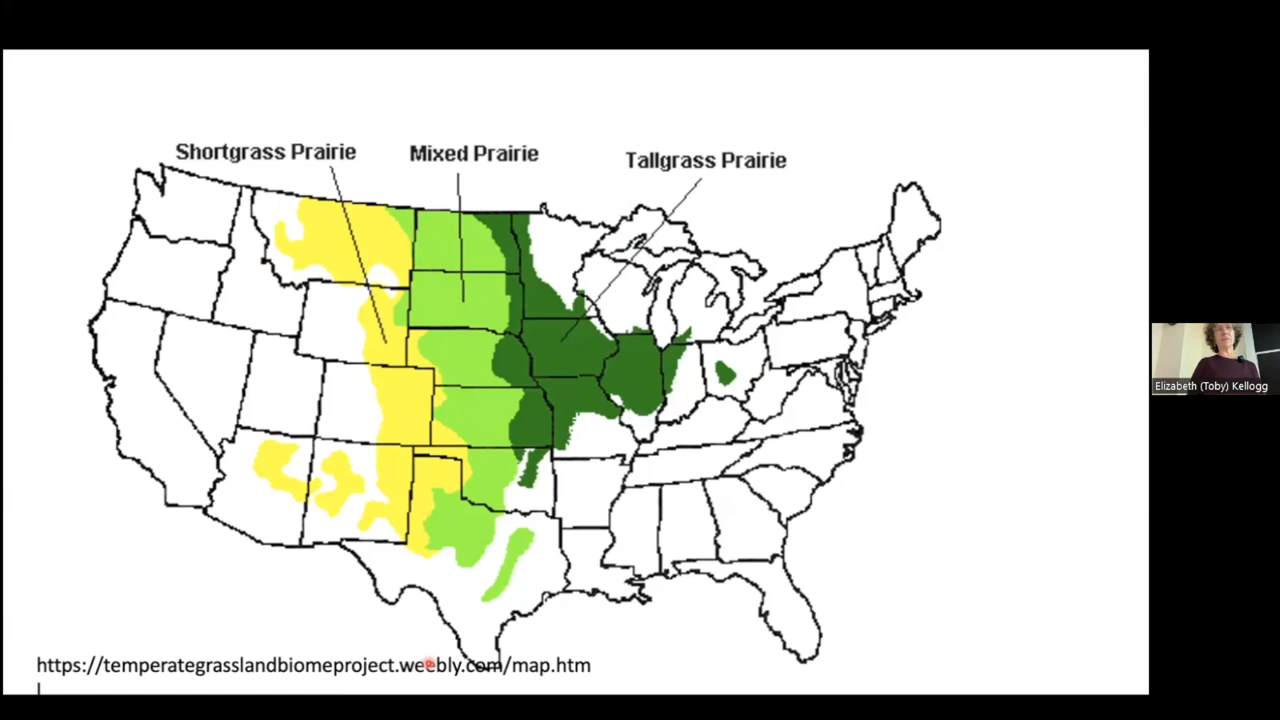 Shortgrass Prairie
Mixed Prairie
Tallgrass Prairie
Elizabeth (Toby) Kellogg
https://temperategrasslandbiomeproject.weebly.com/map.htm
l